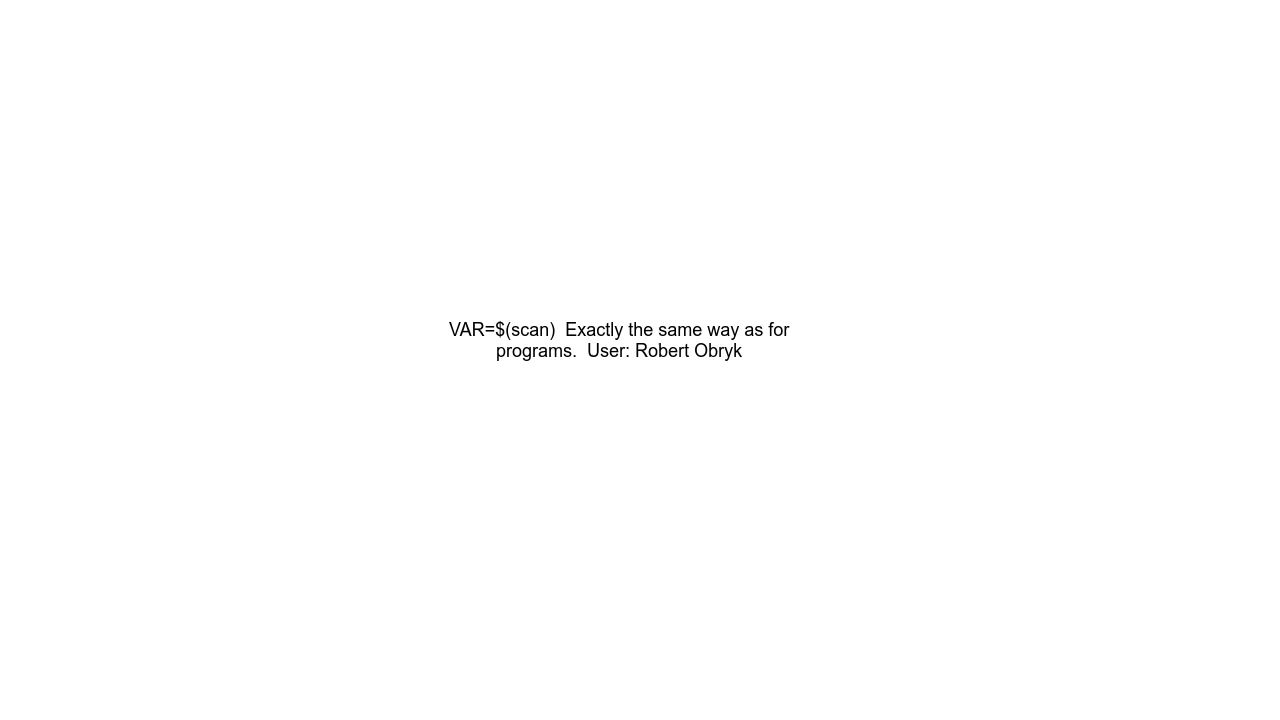 VAR=$(scan)  Exactly the same way as for
programs.  User: Robert Obryk